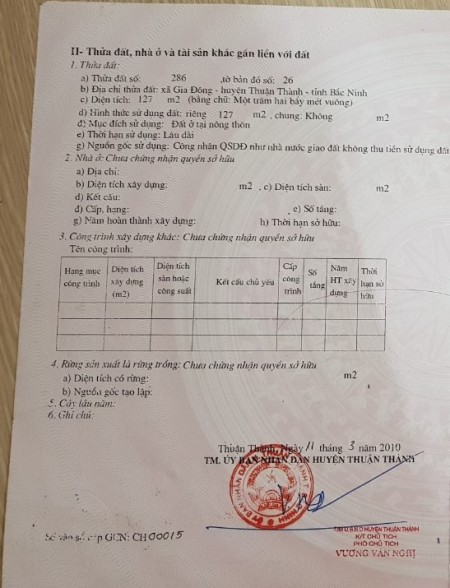 II- Thửa đất, nhà ở và tài sản khác gắn liền với đất
1. Thửa đất:
a) Thửa đất số: 286 ,tờ bản đồ số: 26
b) Địa chỉ thửa đất: xã Gia Đông - huyện Thuận Thành - tỉnh Bắc Ninh
c) Diện tích: 127 m2 (bằng chữ: Một trăm hai bảy mét vuông)
d) Hình thức sử dụng đất: riêng 127 m2 , chung: Không m2
đ) Mục đích sử dụng: Đất ở tại nông thôn
e) Thời hạn sử dụng: Lâu dài
g) Nguồn gốc sử dụng: Công nhân QSDĐ như nhà nước giao đất không thu tiền sử dụng đất
2. Nhà ở: Chưa chứng nhận quyền sở hữu
a) Địa chỉ:
b) Diện tích xây dựng: m2 , c) Diện tích sàn: m2
d) Kết cấu:
đ) Cấp, hạng: , e) Số tầng:
g) Năm hoàn thành xây dựng: h) Thời hạn sở hữu:
3. Công trình xây dựng khác: Chưa chứng nhận quyền sở hữu
Tên công trình:
Hạng mục công trình
Diện tích xây dựng (m2)
Diện tích sàn hoặc công suất
Kết cấu chủ yếu
Cấp công trình
Số tầng
Năm HT xây dựng
Thời hạn sở hữu
4. Rừng sản xuất là rừng trồng: Chưa chứng nhận quyền sở hữu
a) Diện tích có rừng: m2
b) Nguồn gốc tạo lập:
5. Cây lâu năm:
6. Ghi chú:
Thuận Thành, Ngày 11 tháng 3 năm 2010
TM. ỦY BAN NHÂN DÂN HUYỆN THUẬN THÀNH
TM U.B.N.D HUYỆN THUẬN THÀNH
K/T CHỦ TỊCH
PHÓ CHỦ TỊCH
VƯƠNG VĂN NGHỊ
Số vào sổ cấp GCN: CH00015